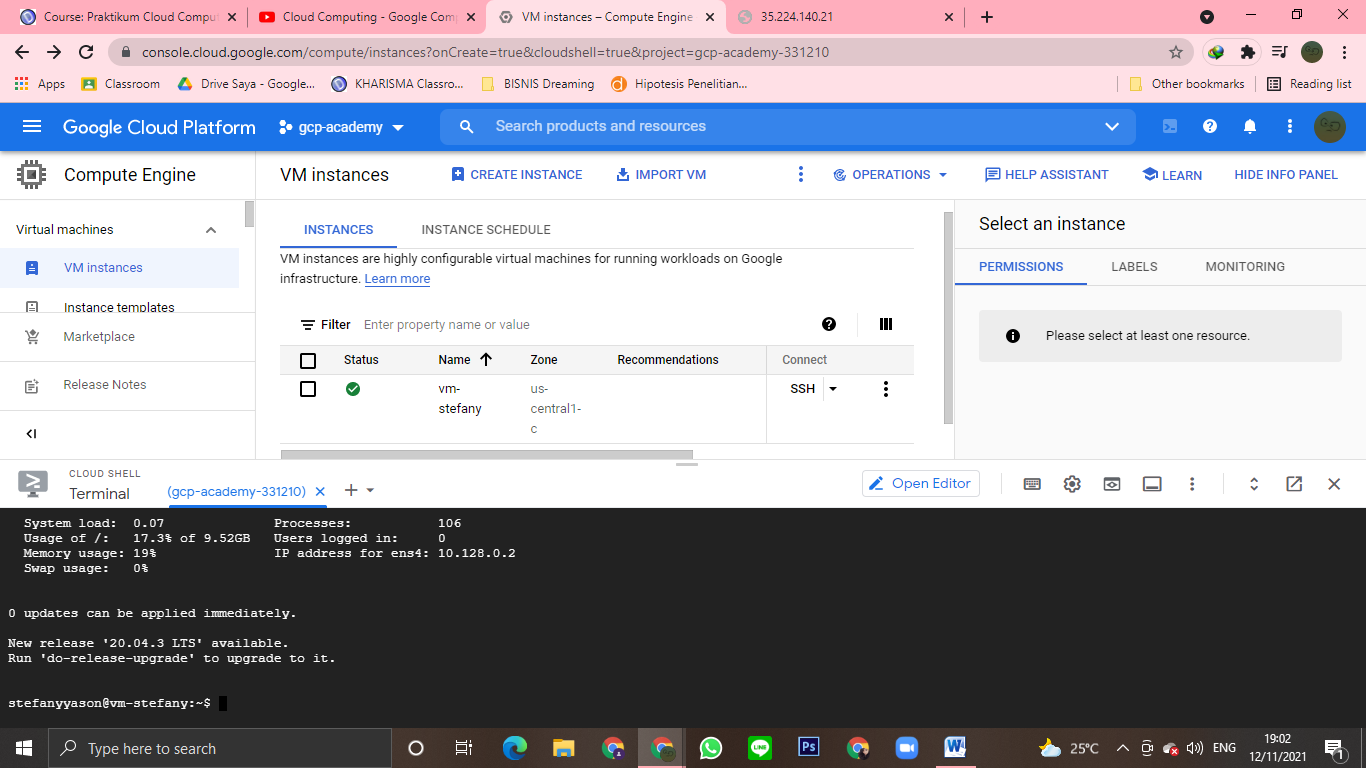 Course: Praktikum Cloud Comput
Cloud Computing - Google Com
VM instances – Compute Engine
35.224.140.21
console.cloud.google.com/compute/instances?onCreate=true&cloudshell=true&project=gcp-academy-331210
Apps
Classroom
Drive Saya - Google...
KHARISMA Classro...
BISNIS Dreaming
Hipotesis Penelitian...
Other bookmarks
Reading list
Google Cloud Platform
gcp-academy
Search products and resources
Compute Engine
VM instances
CREATE INSTANCE
IMPORT VM
OPERATIONS
HELP ASSISTANT
LEARN
HIDE INFO PANEL
Virtual machines
VM instances
Instance templates
Marketplace
Release Notes
INSTANCES
INSTANCE SCHEDULE
VM instances are highly configurable virtual machines for running workloads on Google
infrastructure. Learn more
Filter
Enter property name or value
Status
Name
Zone
Recommendations
Connect
vm-
stefany
us-
central1-
c
SSH
Select an instance
PERMISSIONS
LABELS
MONITORING
Please select at least one resource.
CLOUD SHELL
Terminal
(gcp-academy-331210)
Open Editor
System load: 0.07 Processes: 106
Usage of /: 17.3% of 9.52GB Users logged in: 0
Memory usage: 19% IP address for ens4: 10.128.0.2
Swap usage: 0%
0 updates can be applied immediately.
New release '20.04.3 LTS' available.
Run 'do-release-upgrade' to upgrade to it.
stefanyyason@vm-stefany:~$
Type here to search
Ps
LINE
W
25°C
ENG
19:02
12/11/2021
1